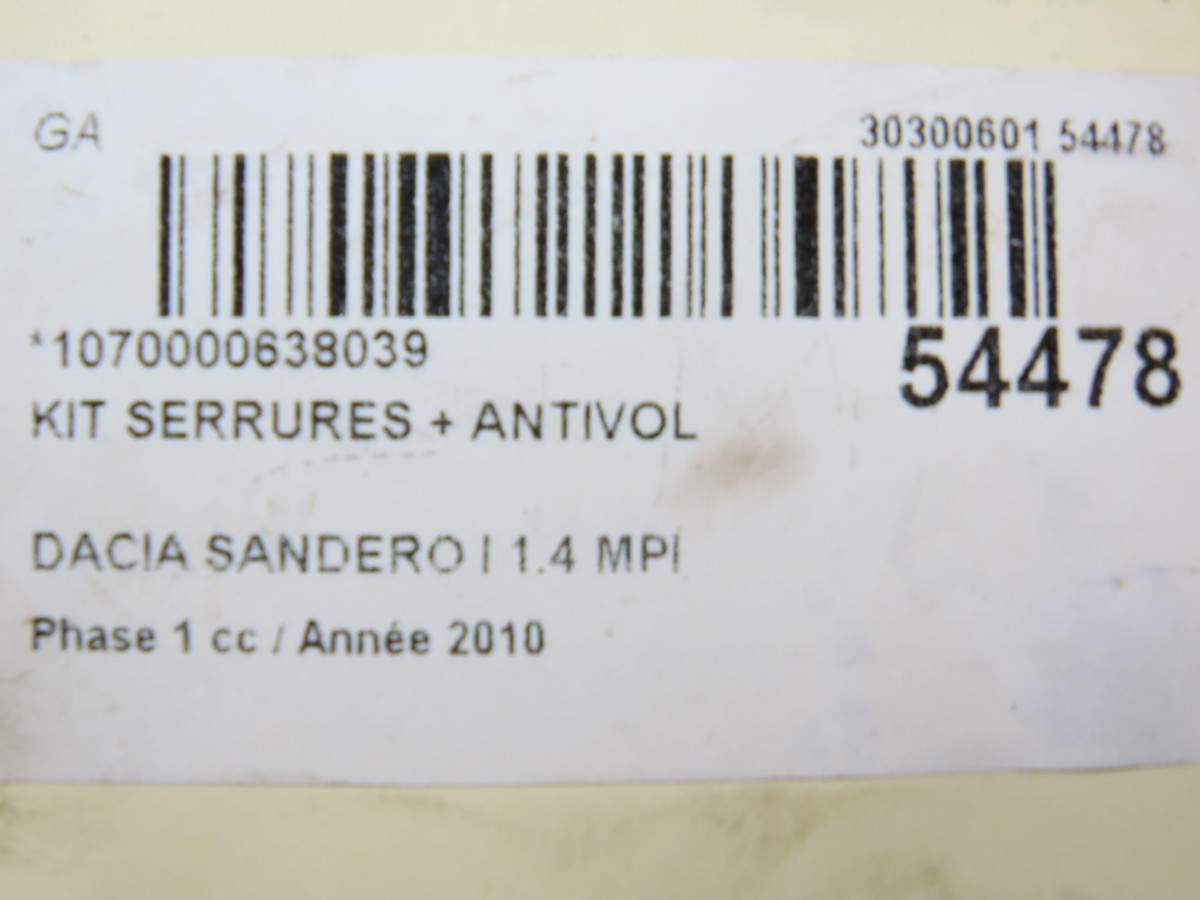 GA
30300601 54478
*1070000638039
54478
KIT SERRURES + ANTIVOL
DACIA SANDERO I 1.4 MPI
Phase 1 cc / Année 2010